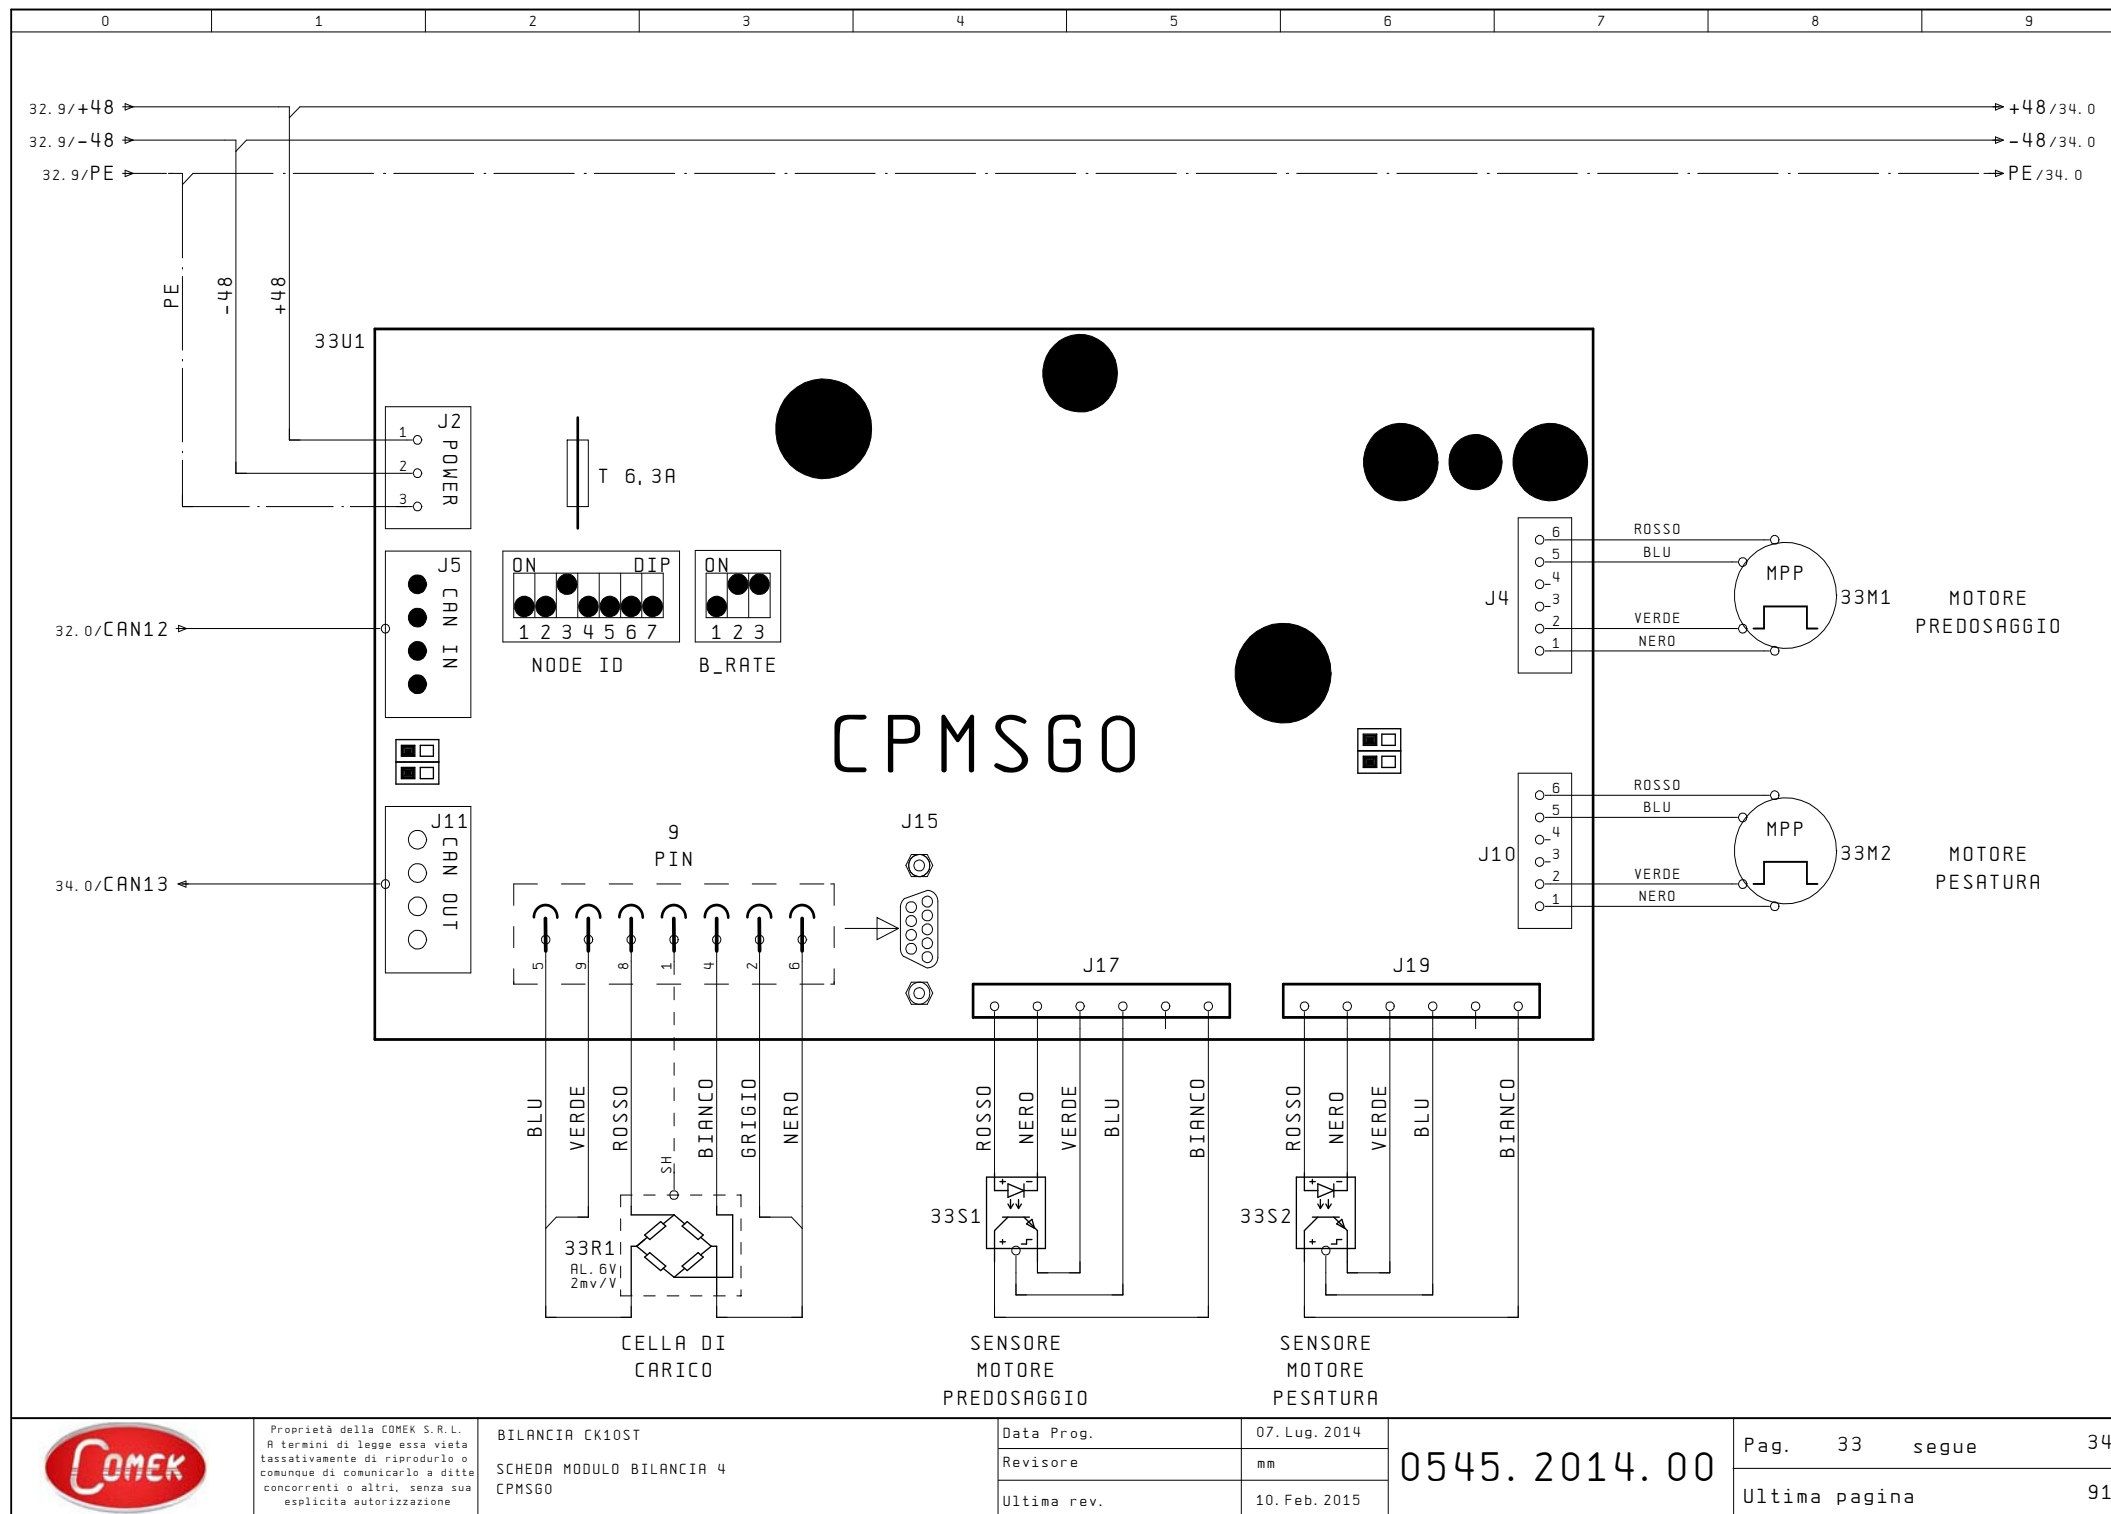 0 1 2 3 4 5 6 7 8 9
32.9/+48 +48/34.0
32.9/-48 -48/34.0
32.9/PE PE/34.0
PE
-48
+48
33U1
J2
POWER
1
2
3
T 6,3A
J5
CAN IN
32.0/CAN12
ON DIP
1 2 3 4 5 6 7
NODE ID
ON
1 2 3
B_RATE
CPMSGO
J4
6 ROSSO
5 BLU
4
3
2 VERDE
1 NERO
MPP
33M1
MOTORE
PREDOSAGGIO
J11
CAN OUT
34.0/CAN13
9
PIN
J15
J10
6 ROSSO
5 BLU
4
3
2 VERDE
1 NERO
MPP
33M2
MOTORE
PESATURA
5 9 8 1 4 2 6
J17
J19
BLU
VERDE
ROSSO
SH
BIANCO
GRIGIO
NERO
ROSSO
NERO
VERDE
BLU
BIANCO
ROSSO
NERO
VERDE
BLU
BIANCO
33R1
AL.6V
2mv/V
33S1
+ -
+
33S2
+ -
+
CELLA DI
CARICO
SENSORE
MOTORE
PREDOSAGGIO
SENSORE
MOTORE
PESATURA
COMEK
Proprietà della COMEK S.R.L.
A termini di legge essa vieta
tassativamente di riprodurlo o
comunque di comunicarlo a ditte
concorrenti o altri, senza sua
esplicita autorizzazione
BILANCIA CK10ST
SCHEDA MODULO BILANCIA 4
CPMSGO
Data Prog. 07.Lug.2014
Revisore mm
Ultima rev. 10.Feb.2015
0545.2014.00
Pag. 33 segue 34
Ultima pagina 91